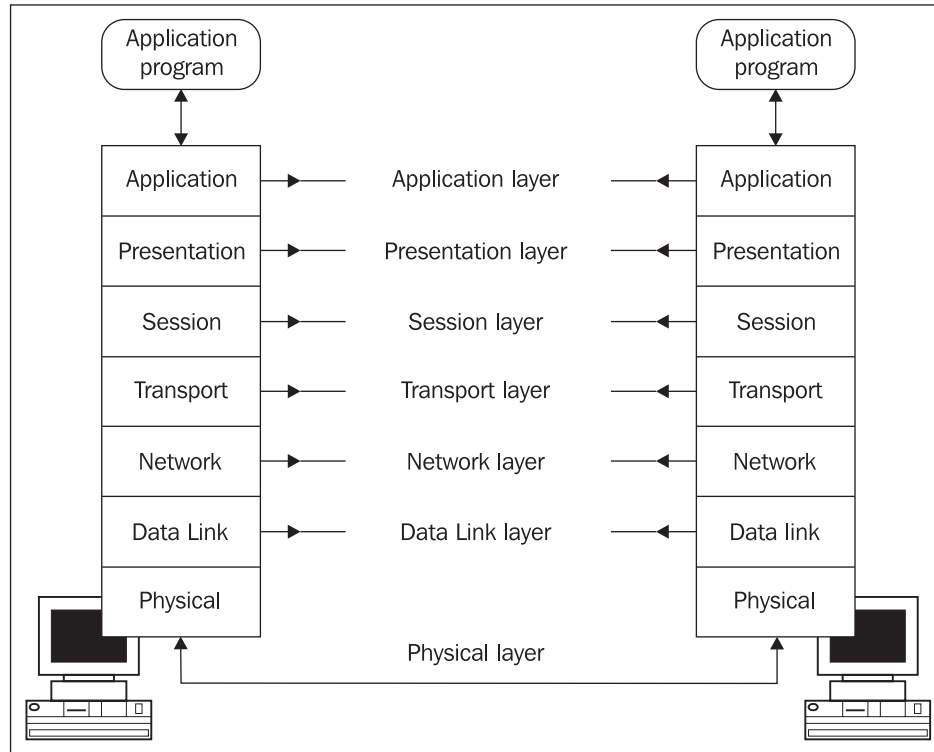 Application
program
Application
program
Application
Application layer
Application
Presentation
Presentation layer
Presentation
Session
Session layer
Session
Transport
Transport layer
Transport
Network
Network layer
Network
Data Link
Data Link layer
Data link
Physical
Physical
Physical layer